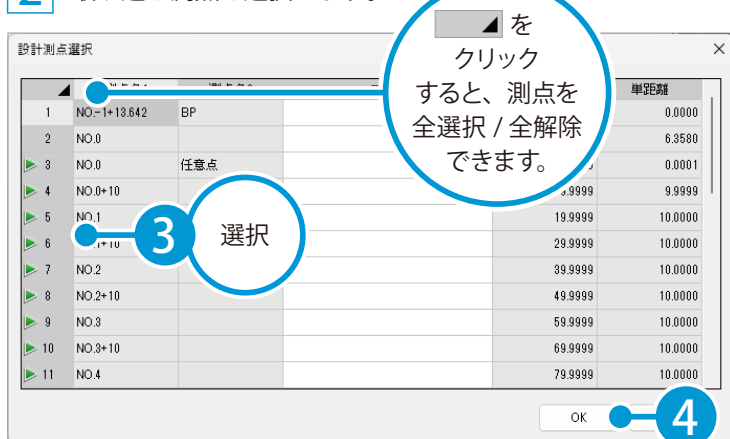 2
を
クリック
すると、測点を
全選択 / 全解除
できます。
設計測点選択
単距離
1 NO.-1+13.642 BP 0.0000
2 NO.0 6.3580
3 NO.0 任意点 0.0001
4 NO.0+10 9.9999
5 NO.1 19.9999 10.0000
6 29.9999 10.0000
7 NO.2 39.9999 10.0000
8 NO.2+10 49.9999 10.0000
9 NO.3 59.9999 10.0000
10 NO.3+10 69.9999 10.0000
11 NO.4 79.9999 10.0000
3 選択
OK
4